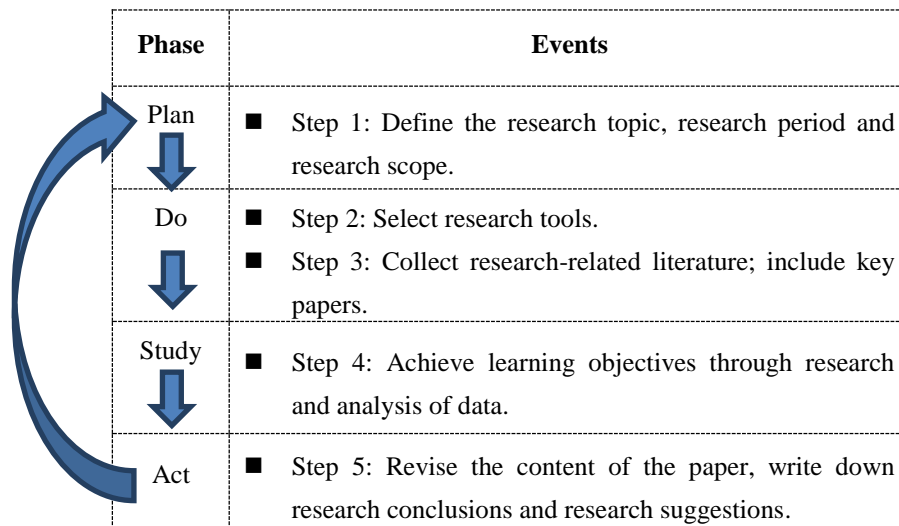 Phase
Events
Plan
■ Step 1: Define the research topic, research period and
research scope.
Do
■ Step 2: Select research tools.
■ Step 3: Collect research-related literature; include key
papers.
Study
■ Step 4: Achieve learning objectives through research
and analysis of data.
Act
■ Step 5: Revise the content of the paper, write down
research conclusions and research suggestions.